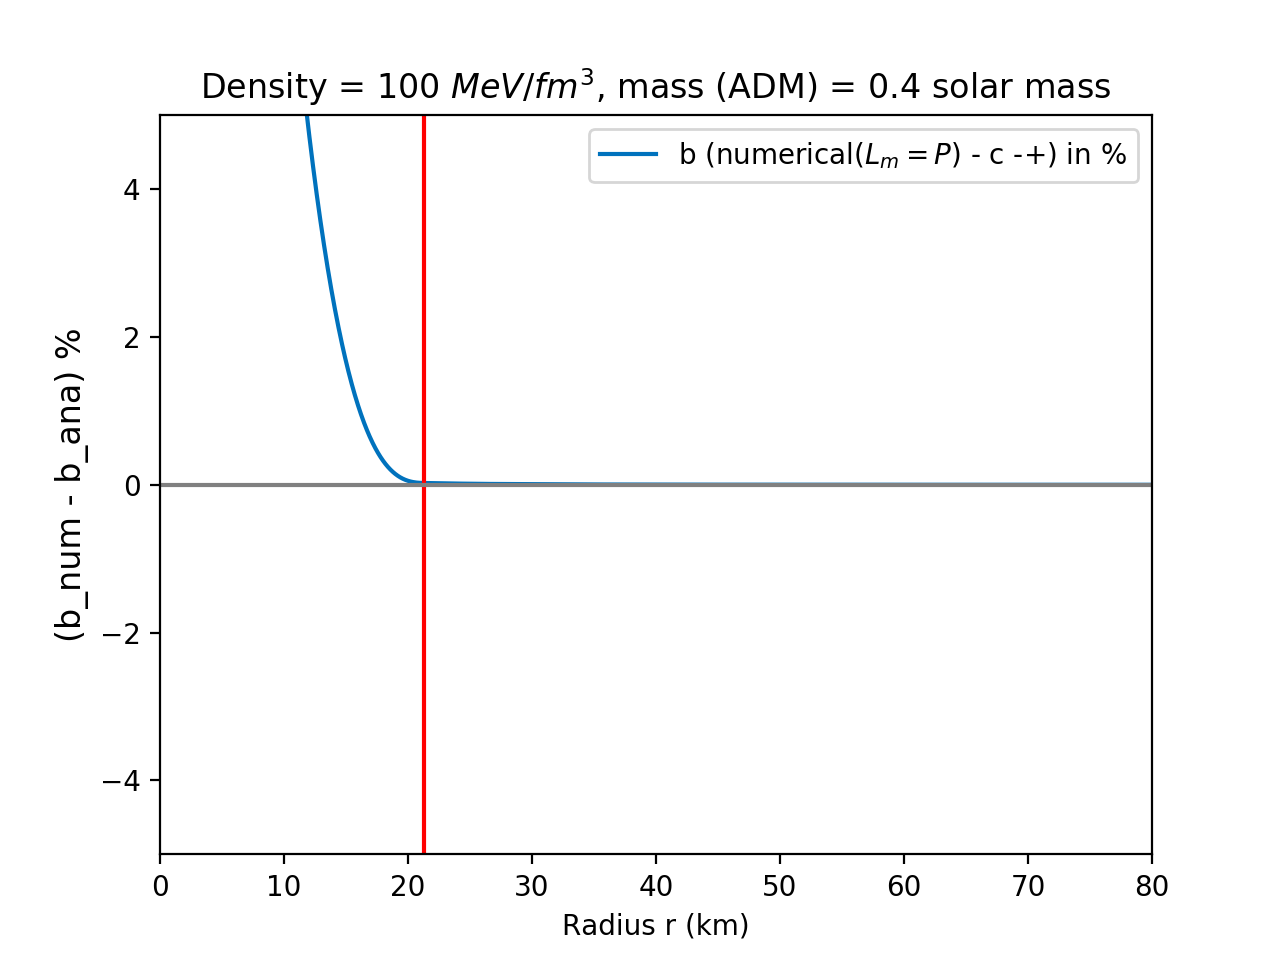 Density = 100 MeV/fm³, mass (ADM) = 0.4 solar mass
b (numerical(Lₘ = P) - c -+) in %
(b_num - b_ana) %
4
2
0
−2
−4
0 10 20 30 40 50 60 70 80
Radius r (km)